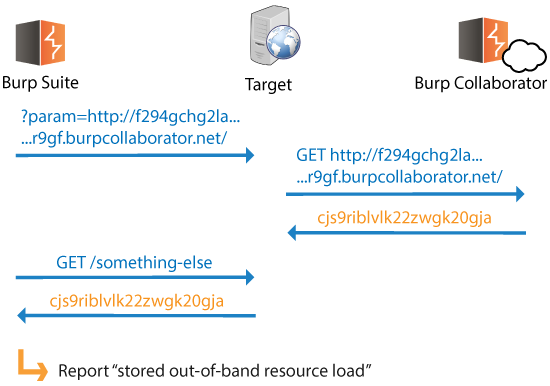 Burp Suite
Target
Burp Collaborator
?param=http://f294gchg2la...
...r9gf.burpcollaborator.net/
GET http://f294gchg2la...
...r9gf.burpcollaborator.net/
cjs9riblvlk22zwgk20gja
GET /something-else
cjs9riblvlk22zwgk20gja
Report “stored out-of-band resource load”